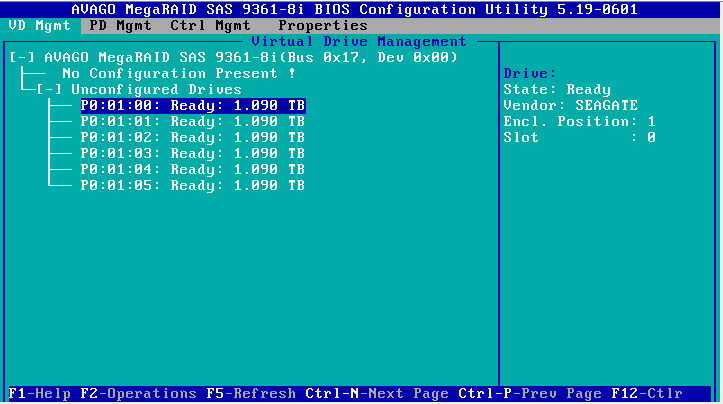 AVAGO MegaRAID SAS 9361-8i BIOS Configuration Utility 5.19-0601
VD Mgmt PD Mgmt Ctrl Mgmt Properties
Virtual Drive Management
[-] AVAGO MegaRAID SAS 9361-8i(Bus 0x17, Dev 0x00)
No Configuration Present !
[-] Unconfigured Drives
P0:01:00: Ready: 1.090 TB
P0:01:01: Ready: 1.090 TB
P0:01:02: Ready: 1.090 TB
P0:01:03: Ready: 1.090 TB
P0:01:04: Ready: 1.090 TB
P0:01:05: Ready: 1.090 TB
Drive:
State: Ready
Vendor: SEAGATE
Encl. Position: 1
Slot : 0
F1-Help F2-Operations F5-Refresh Ctrl-N-Next Page Ctrl-P-Prev Page F12-Ctlr